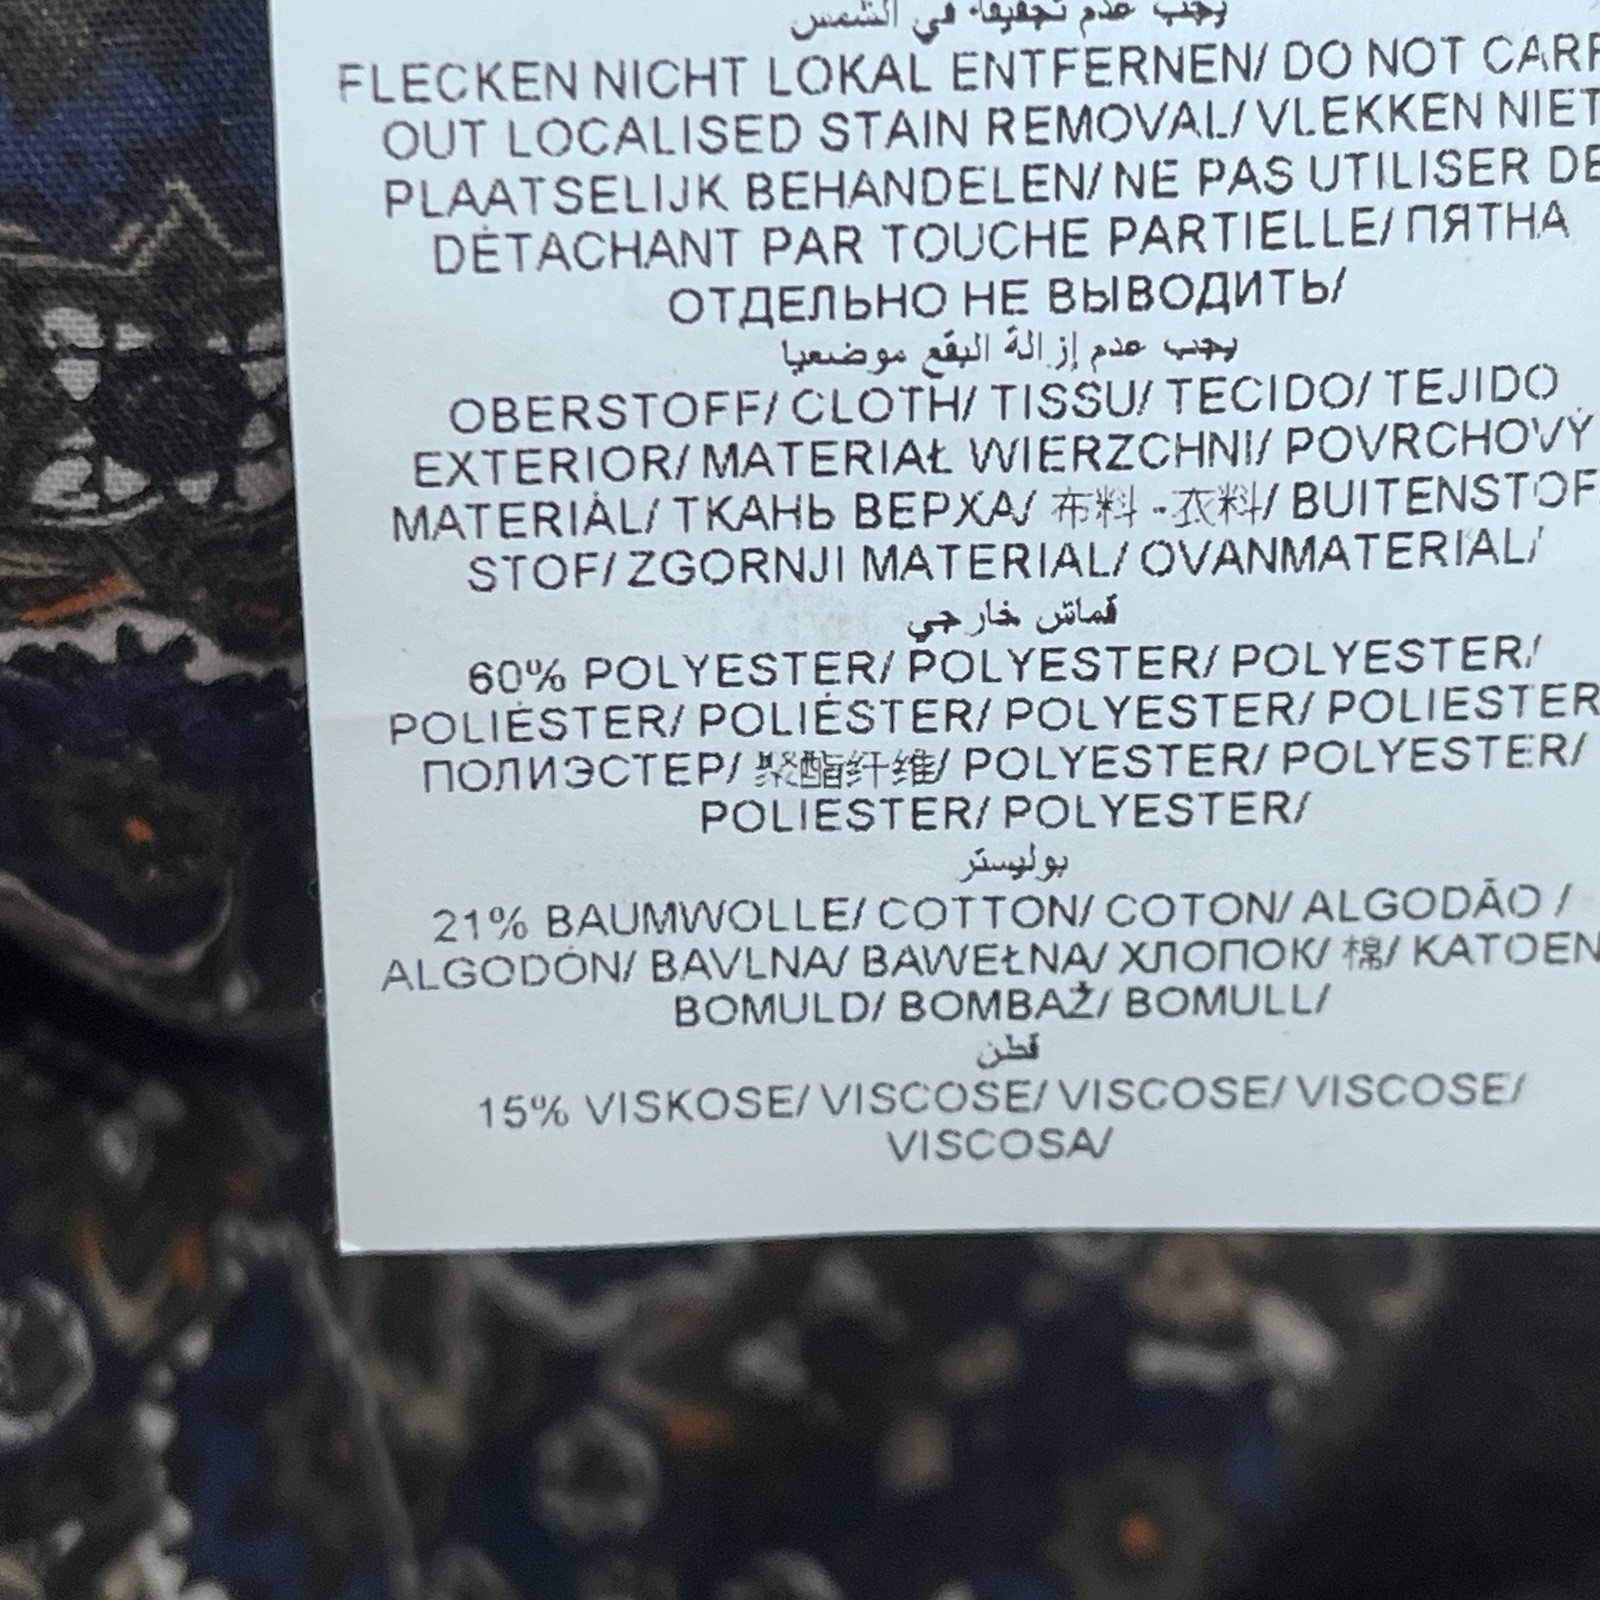 يجب عدم تجفيفه في الشمس
FLECKEN NICHT LOKAL ENTFERNEN/ DO NOT CARR
OUT LOCALISED STAIN REMOVAL/ VLEKKEN NIET
PLAATSELIJK BEHANDELEN/ NE PAS UTILISER DE
DÉTACHANT PAR TOUCHE PARTIELLE/ ПЯТНА
ОТДЕЛЬНО НЕ ВЫВОДИТЬ/
يجب عدم إزالة البقع موضعيا
OBERSTOFF/ CLOTH/ TISSU/ TECIDO/ TEJIDO
EXTERIOR/ MATERIAŁ WIERZCHNI/ POVRCHOVÝ
MATERIÁL/ ТКАНЬ ВЕРХА/ 布料 - 衣料/ BUITENSTOF
STOF/ ZGORNJI MATERIAL/ OVANMATERIAL/
قماش خارجي
60% POLYESTER/ POLYESTER/ POLYESTER/
POLIÉSTER/ POLIÉSTER/ POLYESTER/ POLIESTER
ПОЛИЭСТЕР/ 聚酯纤维/ POLYESTER/ POLYESTER/
POLIESTER/ POLYESTER/
بوليستر
21% BAUMWOLLE/ COTTON/ COTON/ ALGODÃO /
ALGODÓN/ BAVLNA/ BAWEŁNA/ ХЛОПОК/ 棉/ KATOEN
BOMULD/ BOMBAŽ/ BOMULL/
قطن
15% VISKOSE/ VISCOSE/ VISCOSE/ VISCOSE/
VISCOSA/